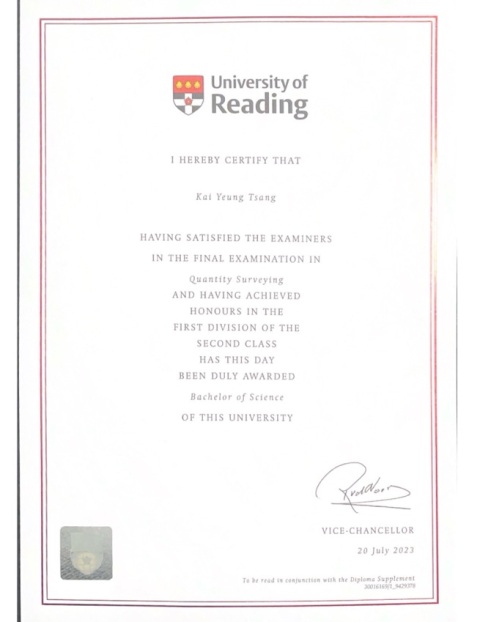 University of
Reading
I HEREBY CERTIFY THAT
Kai Yeung Tsang
HAVING SATISFIED THE EXAMINERS
IN THE FINAL EXAMINATION IN
Quantity Surveying
AND HAVING ACHIEVED
HONOURS IN THE
FIRST DIVISION OF THE
SECOND CLASS
HAS THIS DAY
BEEN DULY AWARDED
Bachelor of Science
OF THIS UNIVERSITY
VICE-CHANCELLOR
20 July 2023
To be read in conjunction with the Diploma Supplement